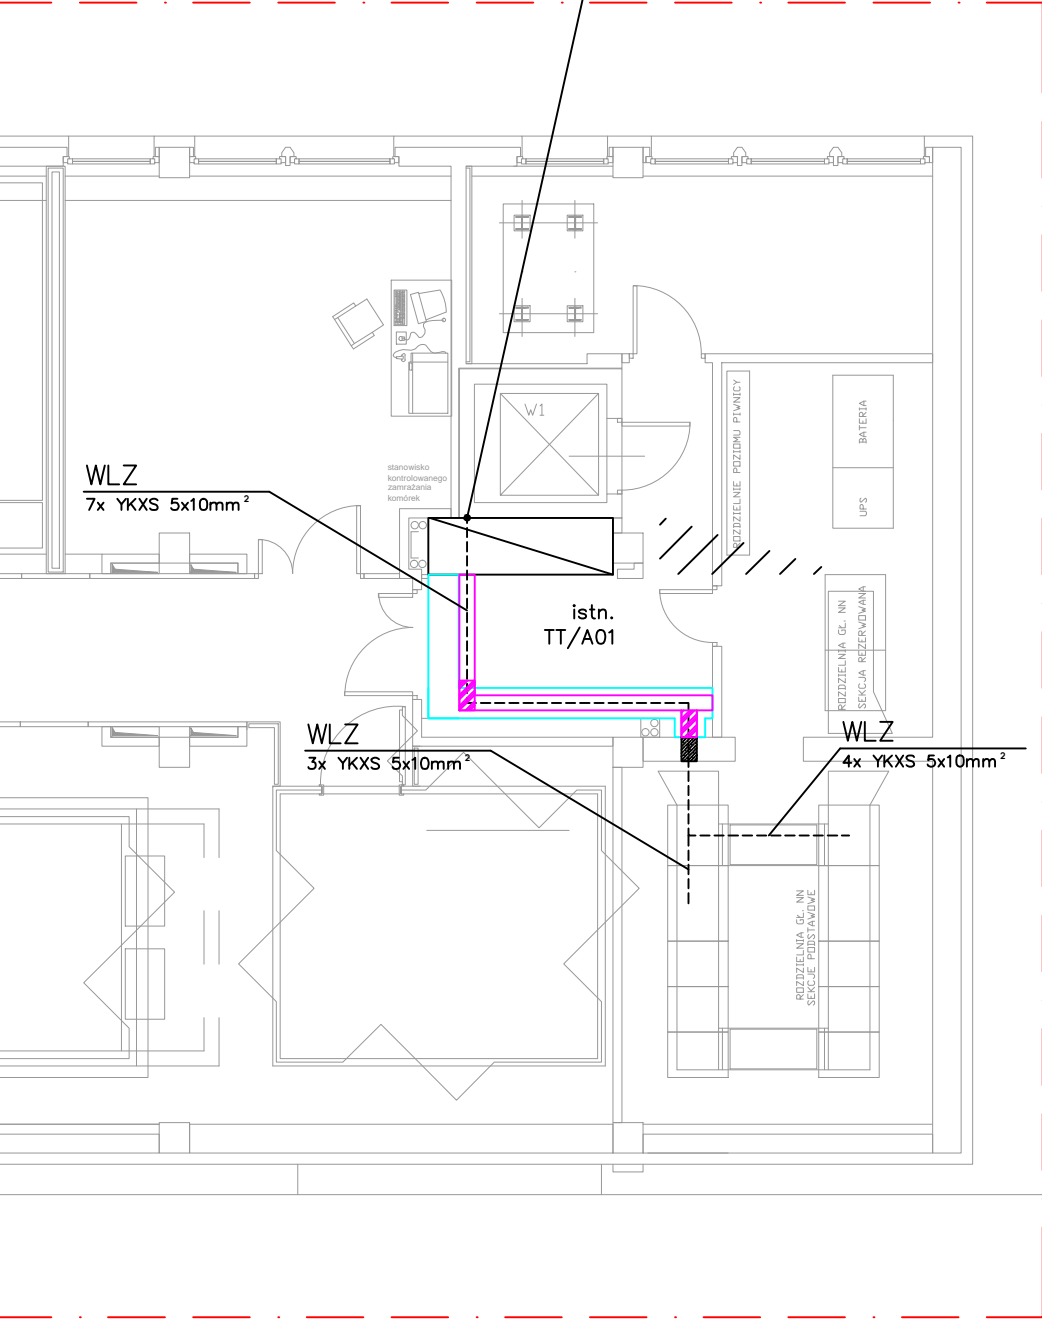 W1
ROZDZIELNIE POZIOMU PIWNICY
BATERIA
UPS
stanowisko
kontrolowanego
zamrażania
komórek
WLZ
7x YKXS 5x10mm²
istn.
TT/A01
ROZDZIELNIA GŁ. NN
SEKCJA REZERWOWANA
WLZ
3x YKXS 5x10mm²
WLZ
4x YKXS 5x10mm²
ROZDZIELNIA GŁ. NN
SEKCJE PODSTAWOWE